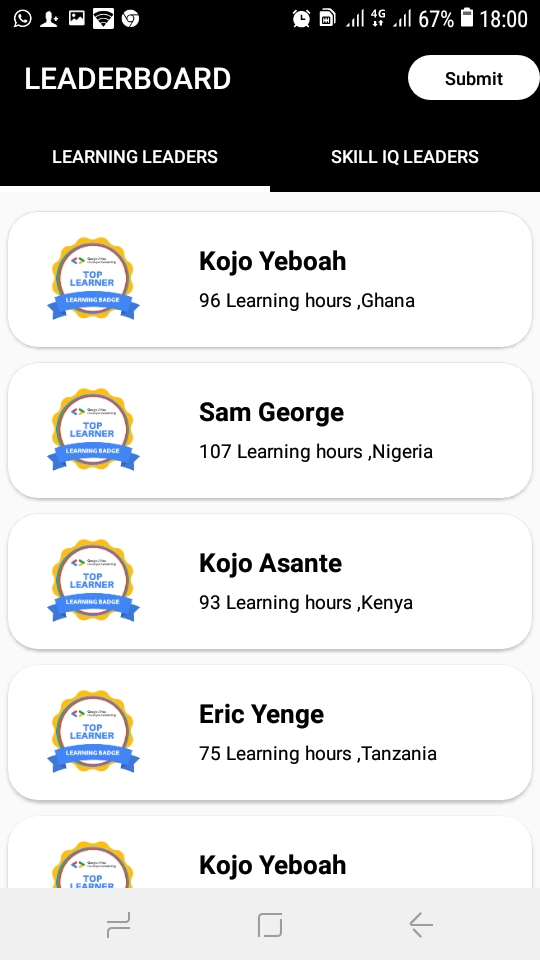 4G 67% 18:00
LEADERBOARD
Submit
LEARNING LEADERS
SKILL IQ LEADERS
TOP
LEARNER
LEARNING BADGE
Kojo Yeboah
96 Learning hours ,Ghana
TOP
LEARNER
LEARNING BADGE
Sam George
107 Learning hours ,Nigeria
TOP
LEARNER
LEARNING BADGE
Kojo Asante
93 Learning hours ,Kenya
TOP
LEARNER
LEARNING BADGE
Eric Yenge
75 Learning hours ,Tanzania
TOP
Kojo Yeboah